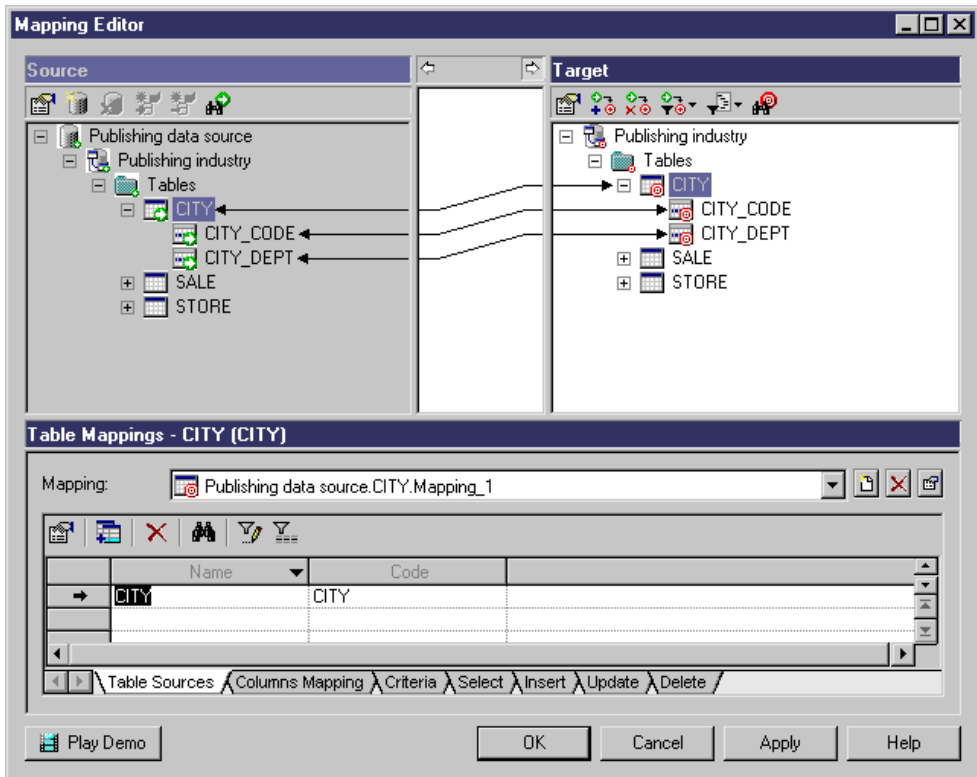 Mapping Editor
Source
Target
Publishing data source
Publishing industry
Tables
CITY
CITY_CODE
CITY_DEPT
SALE
STORE
Publishing industry
Tables
CITY
CITY_CODE
CITY_DEPT
SALE
STORE
Table Mappings - CITY (CITY)
Mapping: Publishing data source.CITY.Mapping_1
Name Code
CITY CITY
Table Sources Columns Mapping Criteria Select Insert Update Delete
Play Demo OK Cancel Apply Help